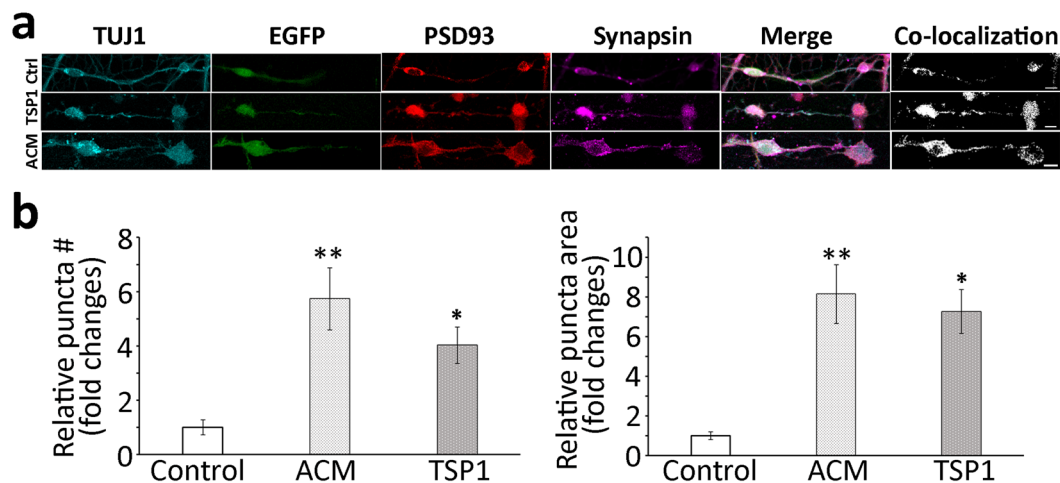 a
TUJ1 EGFP PSD93 Synapsin Merge Co-localization
Ctrl
TSP1
ACM
b
Relative puncta #
(fold changes)
8
6
4
2
0
**
*
Control ACM TSP1
Relative puncta area
(fold changes)
10
8
6
4
2
0
**
*
Control ACM TSP1